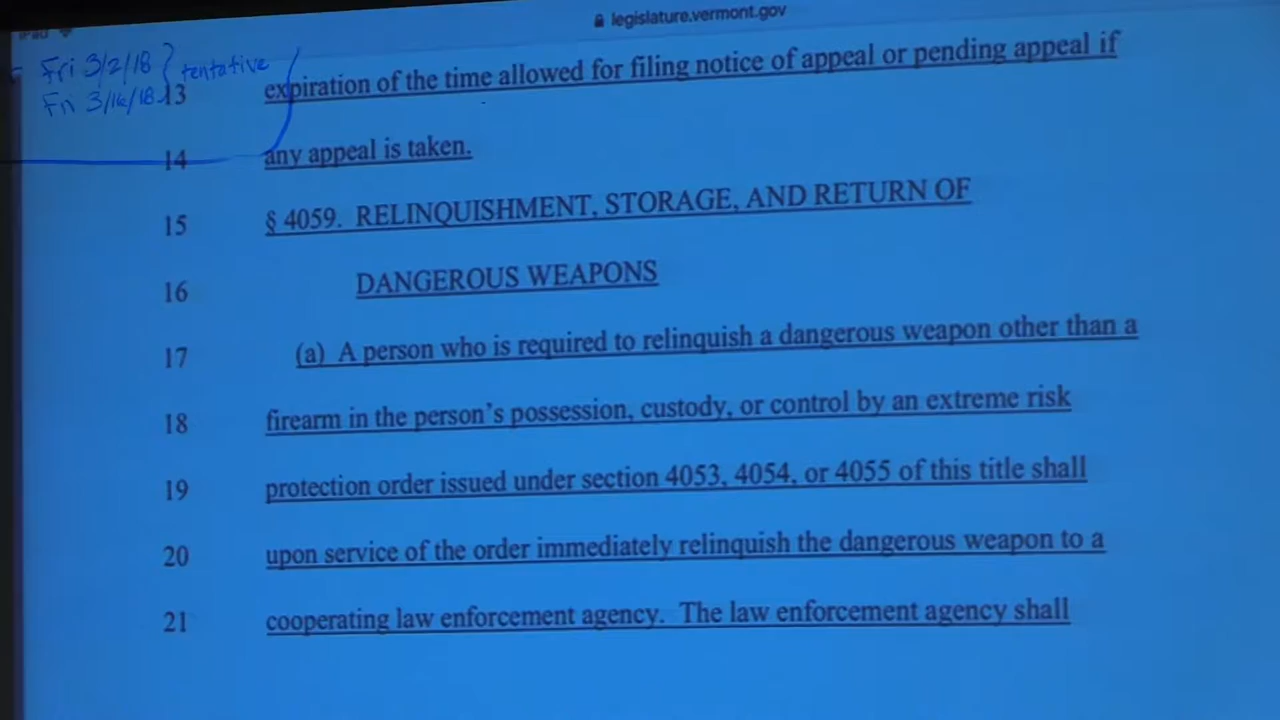 iPad
legislature.vermont.gov
Fri 3/2/18 } tentative
Fri 3/16/18
13 expiration of the time allowed for filing notice of appeal or pending appeal if
14 any appeal is taken.
15 § 4059. RELINQUISHMENT, STORAGE, AND RETURN OF
16 DANGEROUS WEAPONS
17 (a) A person who is required to relinquish a dangerous weapon other than a
18 firearm in the person's possession, custody, or control by an extreme risk
19 protection order issued under section 4053, 4054, or 4055 of this title shall
20 upon service of the order immediately relinquish the dangerous weapon to a
21 cooperating law enforcement agency. The law enforcement agency shall